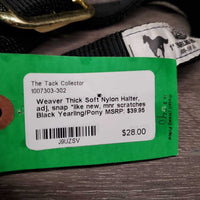 The Tack Collector
1007303-302
Weaver Thick Soft Nylon Halter,
adj, snap *like new, mnr scratches
Black Yearling/Pony MSRP: $39.95
$28.00
J9UZSV